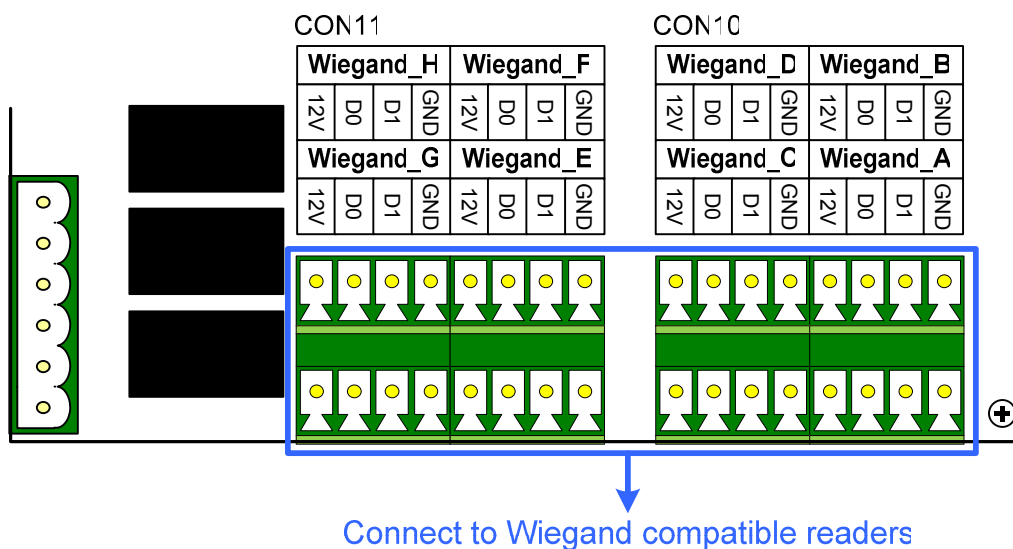 CON11 CON10
Wiegand_H Wiegand_F Wiegand_D Wiegand_B
12V D0 D1 GND 12V D0 D1 GND 12V D0 D1 GND 12V D0 D1 GND
Wiegand_G Wiegand_E Wiegand_C Wiegand_A
12V D0 D1 GND 12V D0 D1 GND 12V D0 D1 GND 12V D0 D1 GND
Connect to Wiegand compatible readers